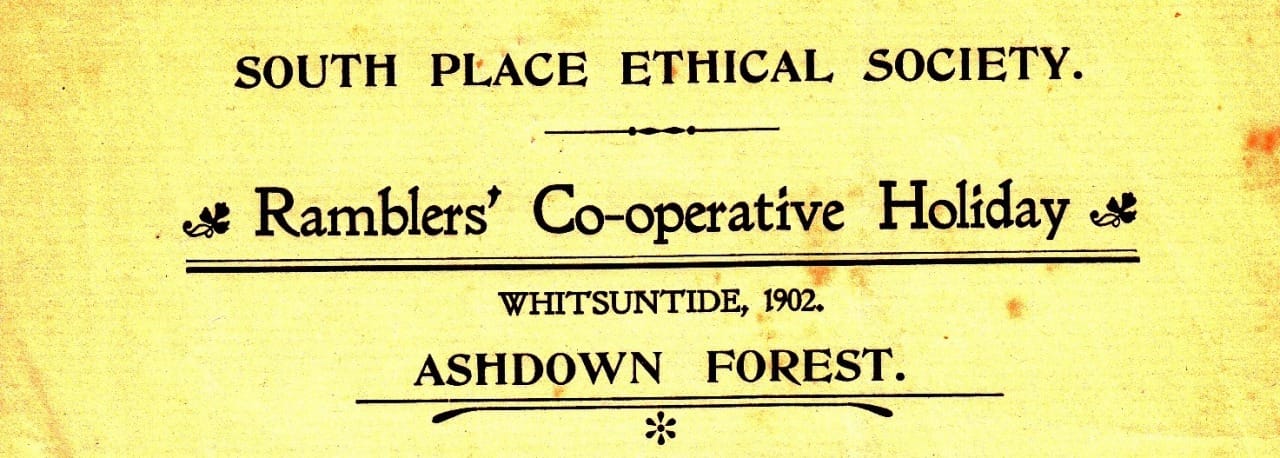 SOUTH PLACE ETHICAL SOCIETY.
Ramblers' Co-operative Holiday
WHITSUNTIDE, 1902.
ASHDOWN FOREST.